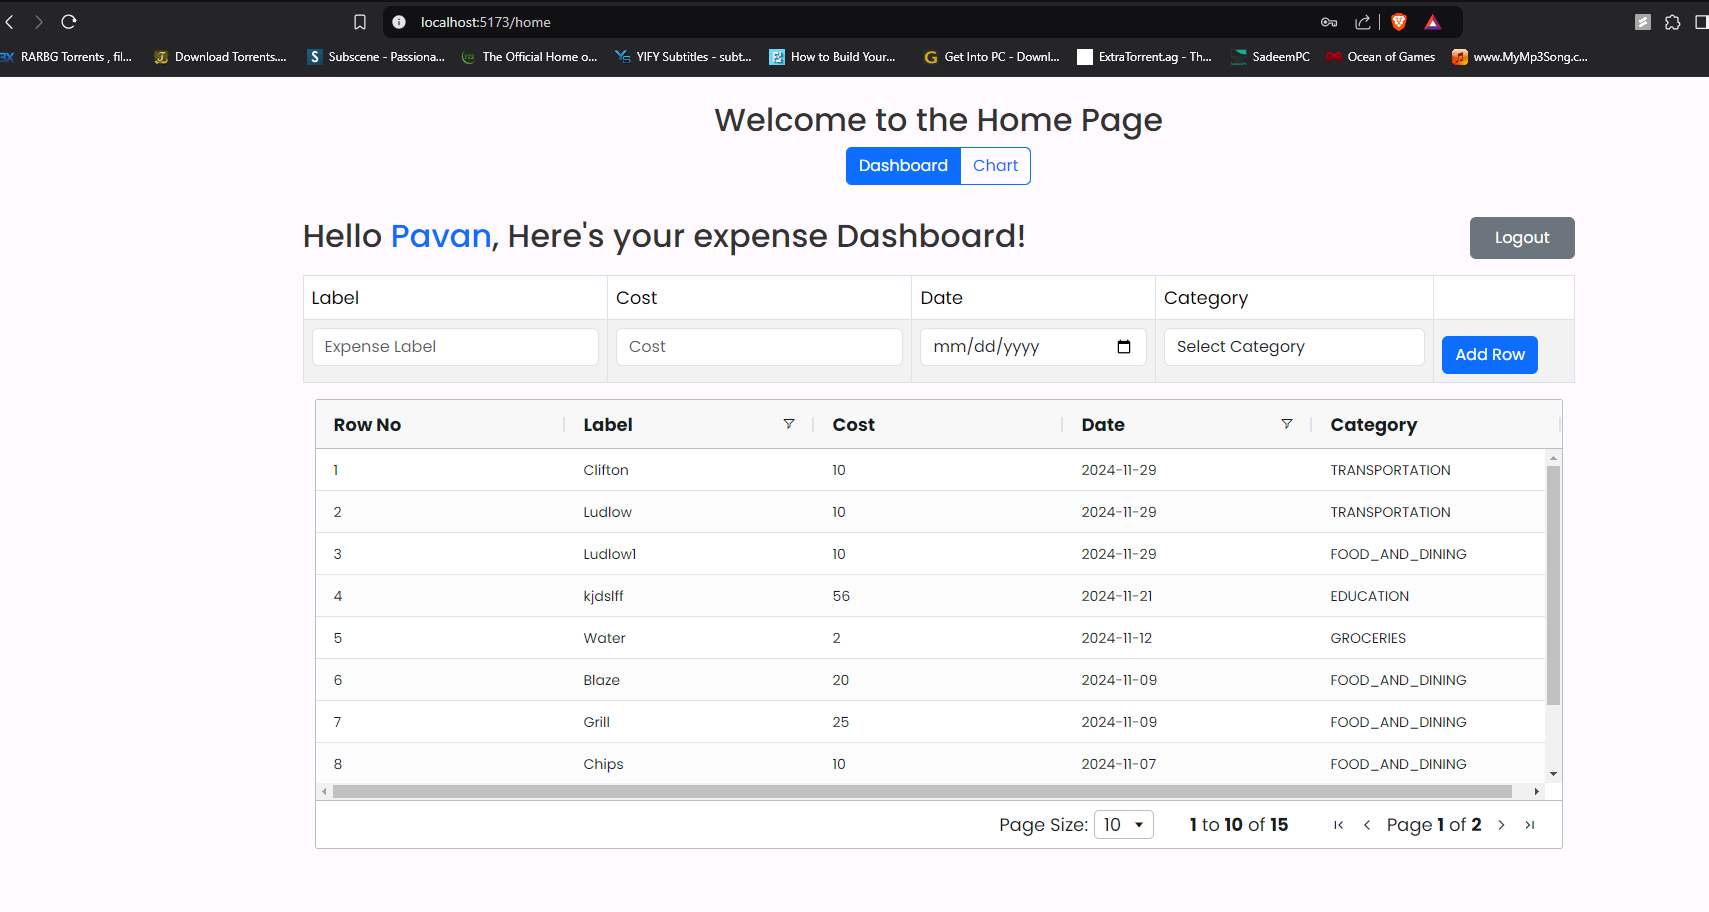 localhost:5173/home
RARBG Torrents , fil... Download Torrents.... Subscene - Passiona... The Official Home o... YIFY Subtitles - subt... How to Build Your... Get Into PC - Downl... ExtraTorrent.ag - Th... SadeemPC Ocean of Games www.MyMp3Song.c...
Welcome to the Home Page
Dashboard Chart
Hello Pavan, Here's your expense Dashboard!
Logout
Label Cost Date Category
Expense Label Cost mm/dd/yyyy Select Category Add Row
Row No Label Cost Date Category
1 Clifton 10 2024-11-29 TRANSPORTATION
2 Ludlow 10 2024-11-29 TRANSPORTATION
3 Ludlow1 10 2024-11-29 FOOD_AND_DINING
4 kjdslff 56 2024-11-21 EDUCATION
5 Water 2 2024-11-12 GROCERIES
6 Blaze 20 2024-11-09 FOOD_AND_DINING
7 Grill 25 2024-11-09 FOOD_AND_DINING
8 Chips 10 2024-11-07 FOOD_AND_DINING
Page Size: 10 1 to 10 of 15 Page 1 of 2